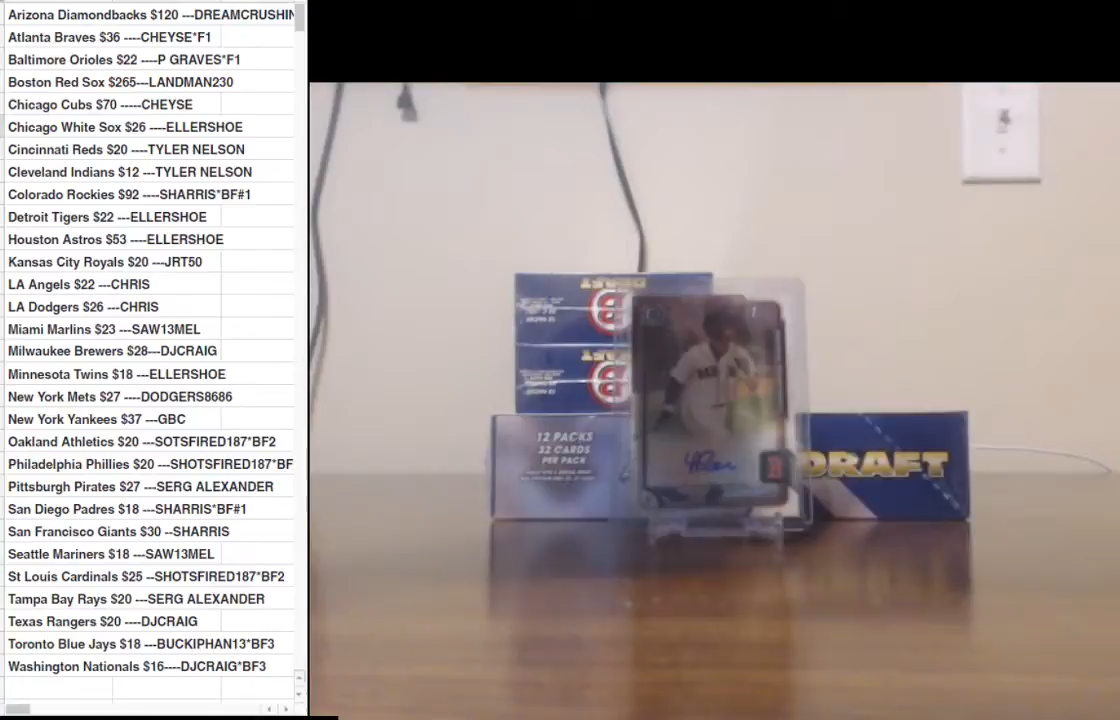 Arizona Diamondbacks $120 ---DREAMCRUSHIN
Atlanta Braves $36 ----CHEYSE*F1
Baltimore Orioles $22 ----P GRAVES*F1
Boston Red Sox $265---LANDMAN230
Chicago Cubs $70 -----CHEYSE
Chicago White Sox $26 ----ELLERSHOE
Cincinnati Reds $20 ----TYLER NELSON
Cleveland Indians $12 ---TYLER NELSON
Colorado Rockies $92 ----SHARRIS*BF#1
Detroit Tigers $22 ---ELLERSHOE
Houston Astros $53 ----ELLERSHOE
Kansas City Royals $20 ---JRT50
LA Angels $22 ---CHRIS
LA Dodgers $26 ---CHRIS
Miami Marlins $23 ---SAW13MEL
Milwaukee Brewers $28---DJCRAIG
Minnesota Twins $18 ---ELLERSHOE
New York Mets $27 ----DODGERS8686
New York Yankees $37 ---GBC
Oakland Athletics $20 ---SOTSFIRED187*BF2
Philadelphia Phillies $20 ---SHOTSFIRED187*BF
Pittsburgh Pirates $27 ---SERG ALEXANDER
San Diego Padres $18 ---SHARRIS*BF#1
San Francisco Giants $30 --SHARRIS
Seattle Mariners $18 ---SAW13MEL
St Louis Cardinals $25 --SHOTSFIRED187*BF2
Tampa Bay Rays $20 ---SERG ALEXANDER
Texas Rangers $20 ----DJCRAIG
Toronto Blue Jays $18 ---BUCKIPHAN13*BF3
Washington Nationals $16----DJCRAIG*BF3
DRAFT
DRAFT
12 PACKS
32 CARDS
PER PACK
DRAFT